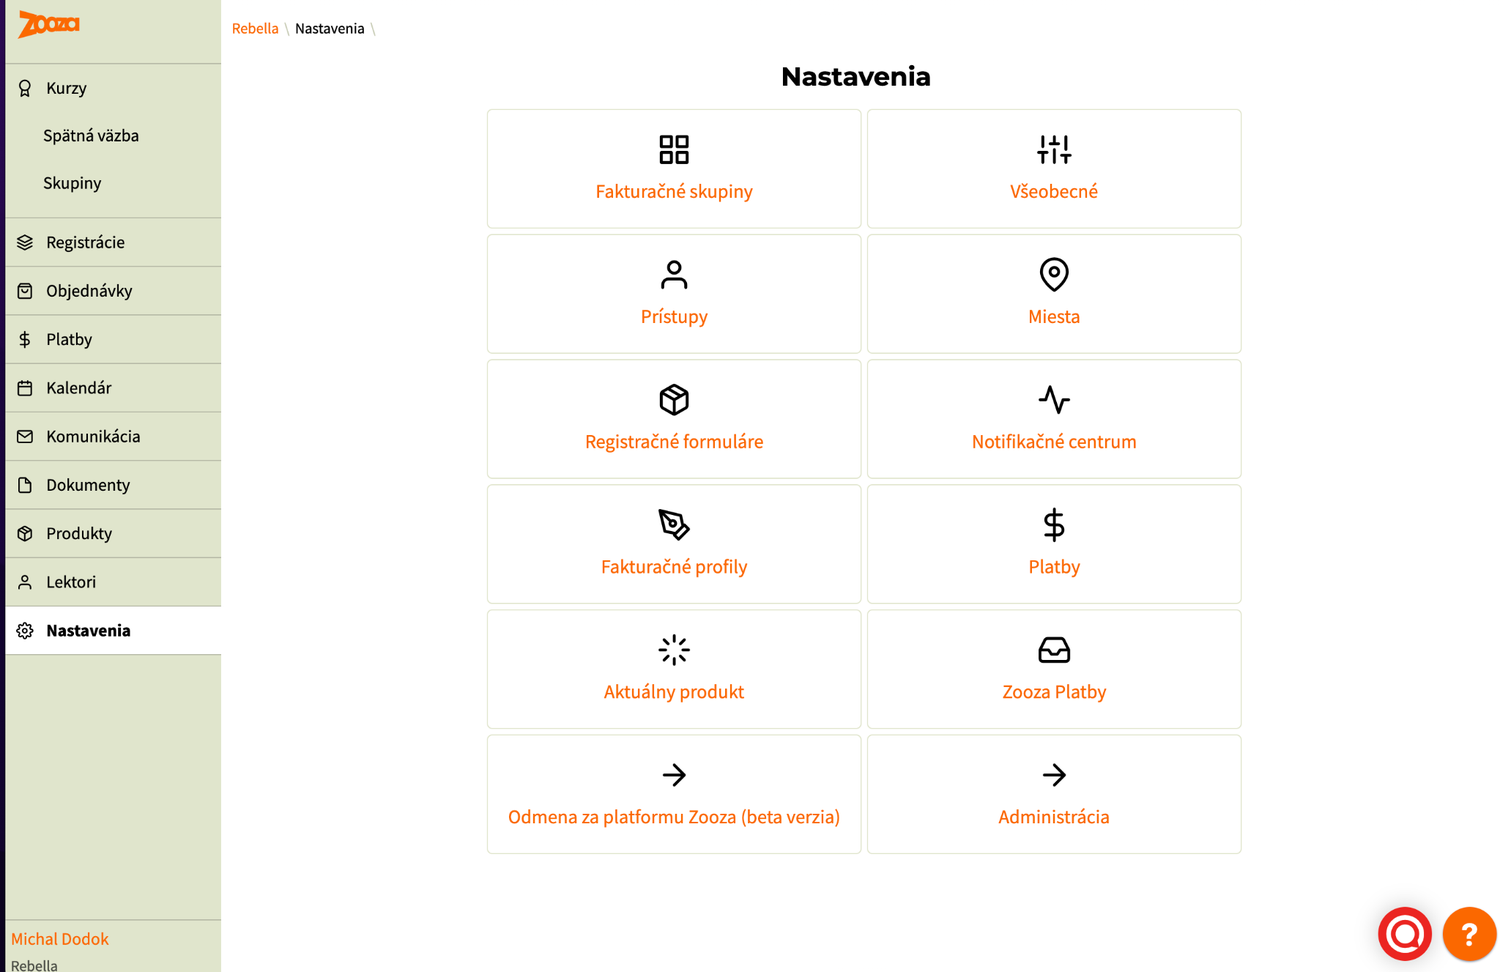 Zooza
Kurzy
Spätná väzba
Skupiny
Registrácie
Objednávky
Platby
Kalendár
Komunikácia
Dokumenty
Produkty
Lektori
Nastavenia
Michal Dodok
Rebella
Rebella \ Nastavenia \
Nastavenia
Fakturačné skupiny
Všeobecné
Prístupy
Miesta
Registračné formuláre
Notifikačné centrum
Fakturačné profily
Platby
Aktuálny produkt
Zooza Platby
Odmena za platformu Zooza (beta verzia)
Administrácia
?